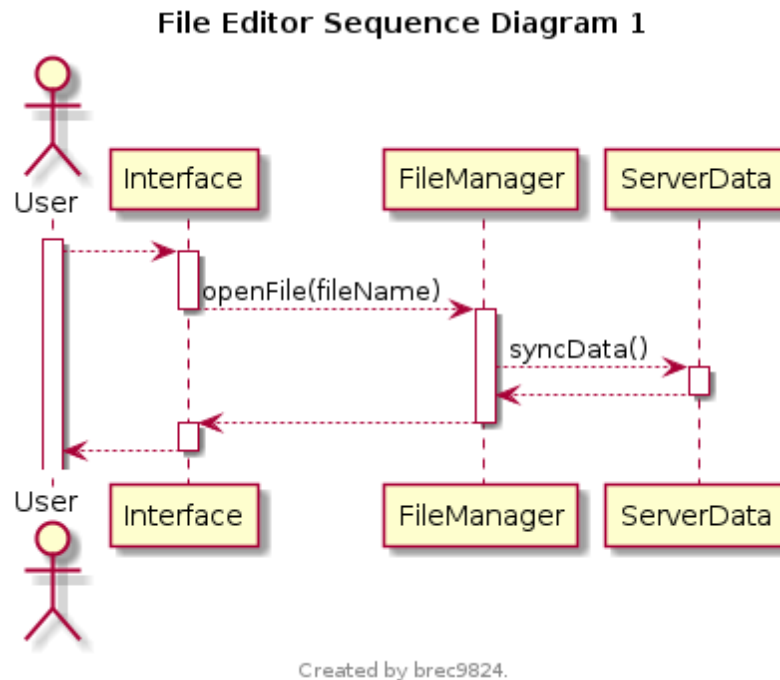 File Editor Sequence Diagram 1
User
Interface
FileManager
ServerData
openFile(fileName)
syncData()
User
Interface
FileManager
ServerData
Created by brec9824.